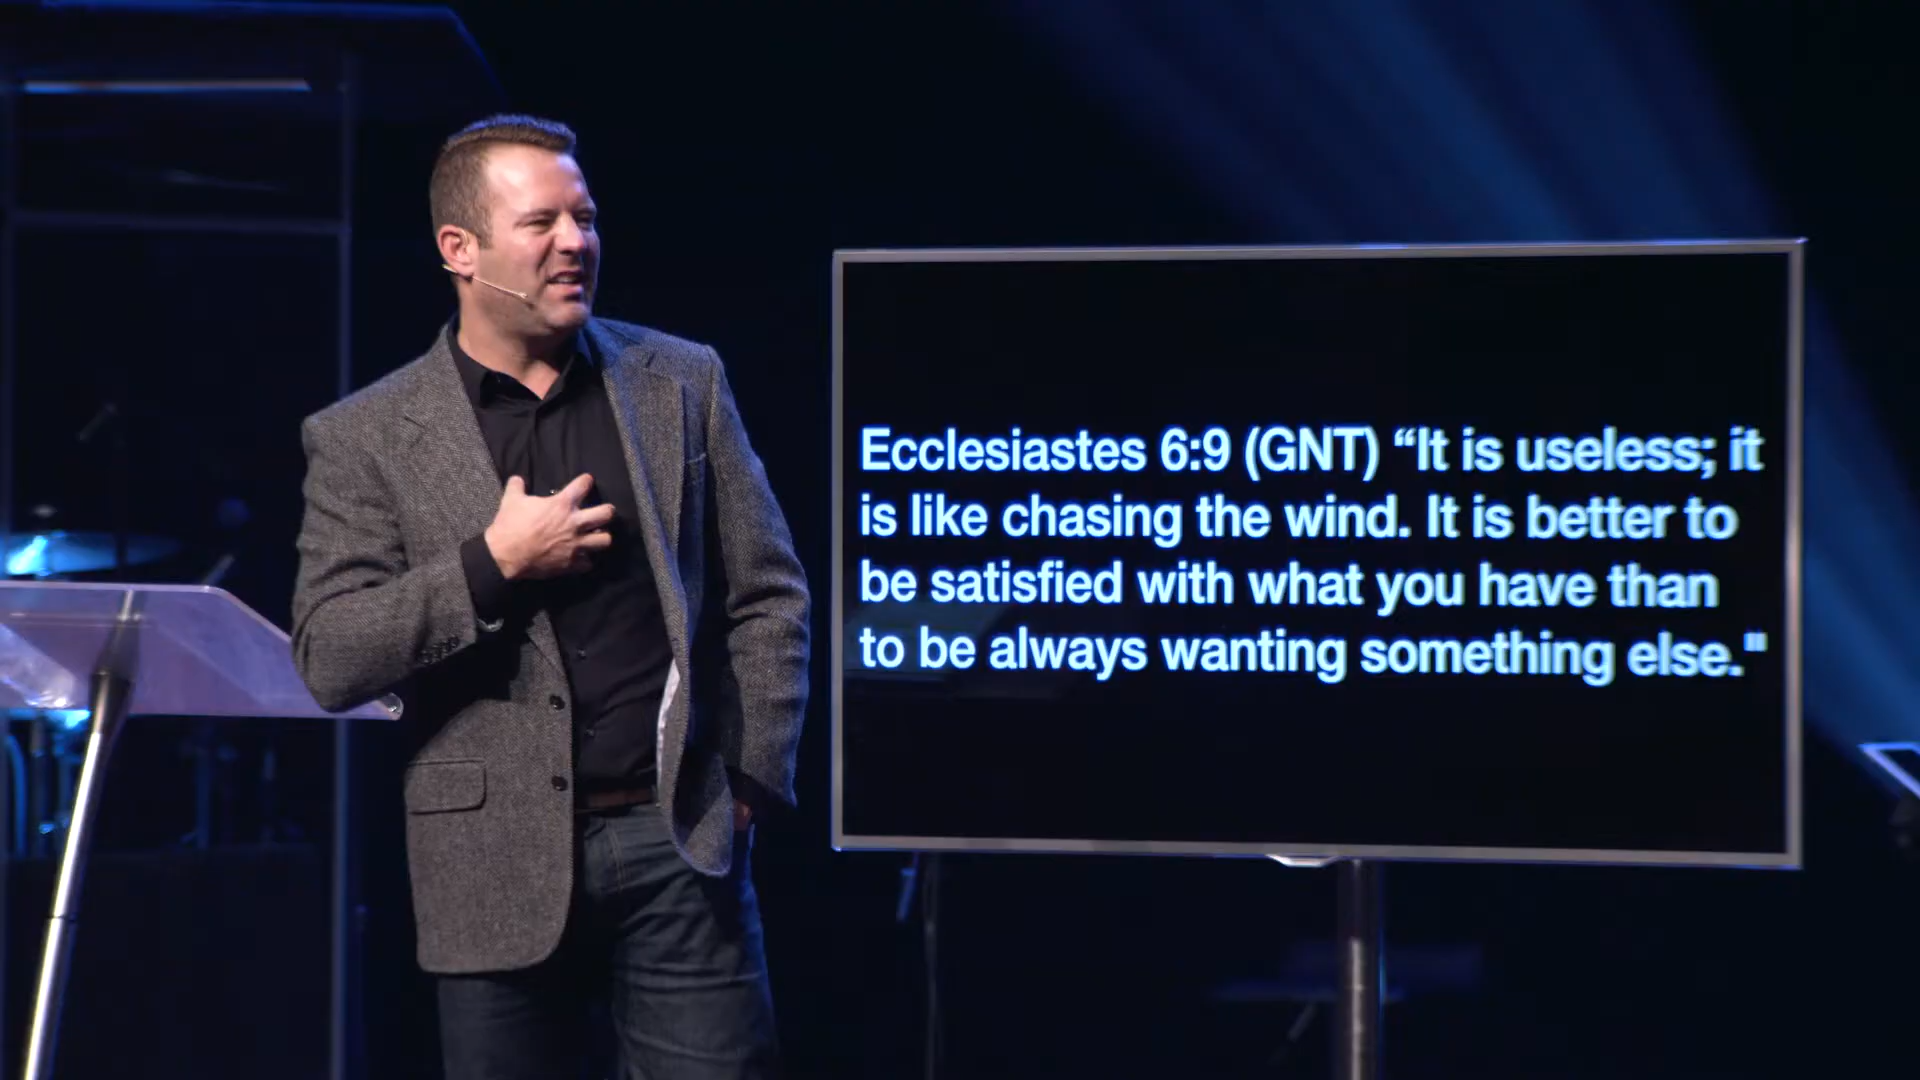 Ecclesiastes 6:9 (GNT) “It is useless; it
is like chasing the wind. It is better to
be satisfied with what you have than
to be always wanting something else."